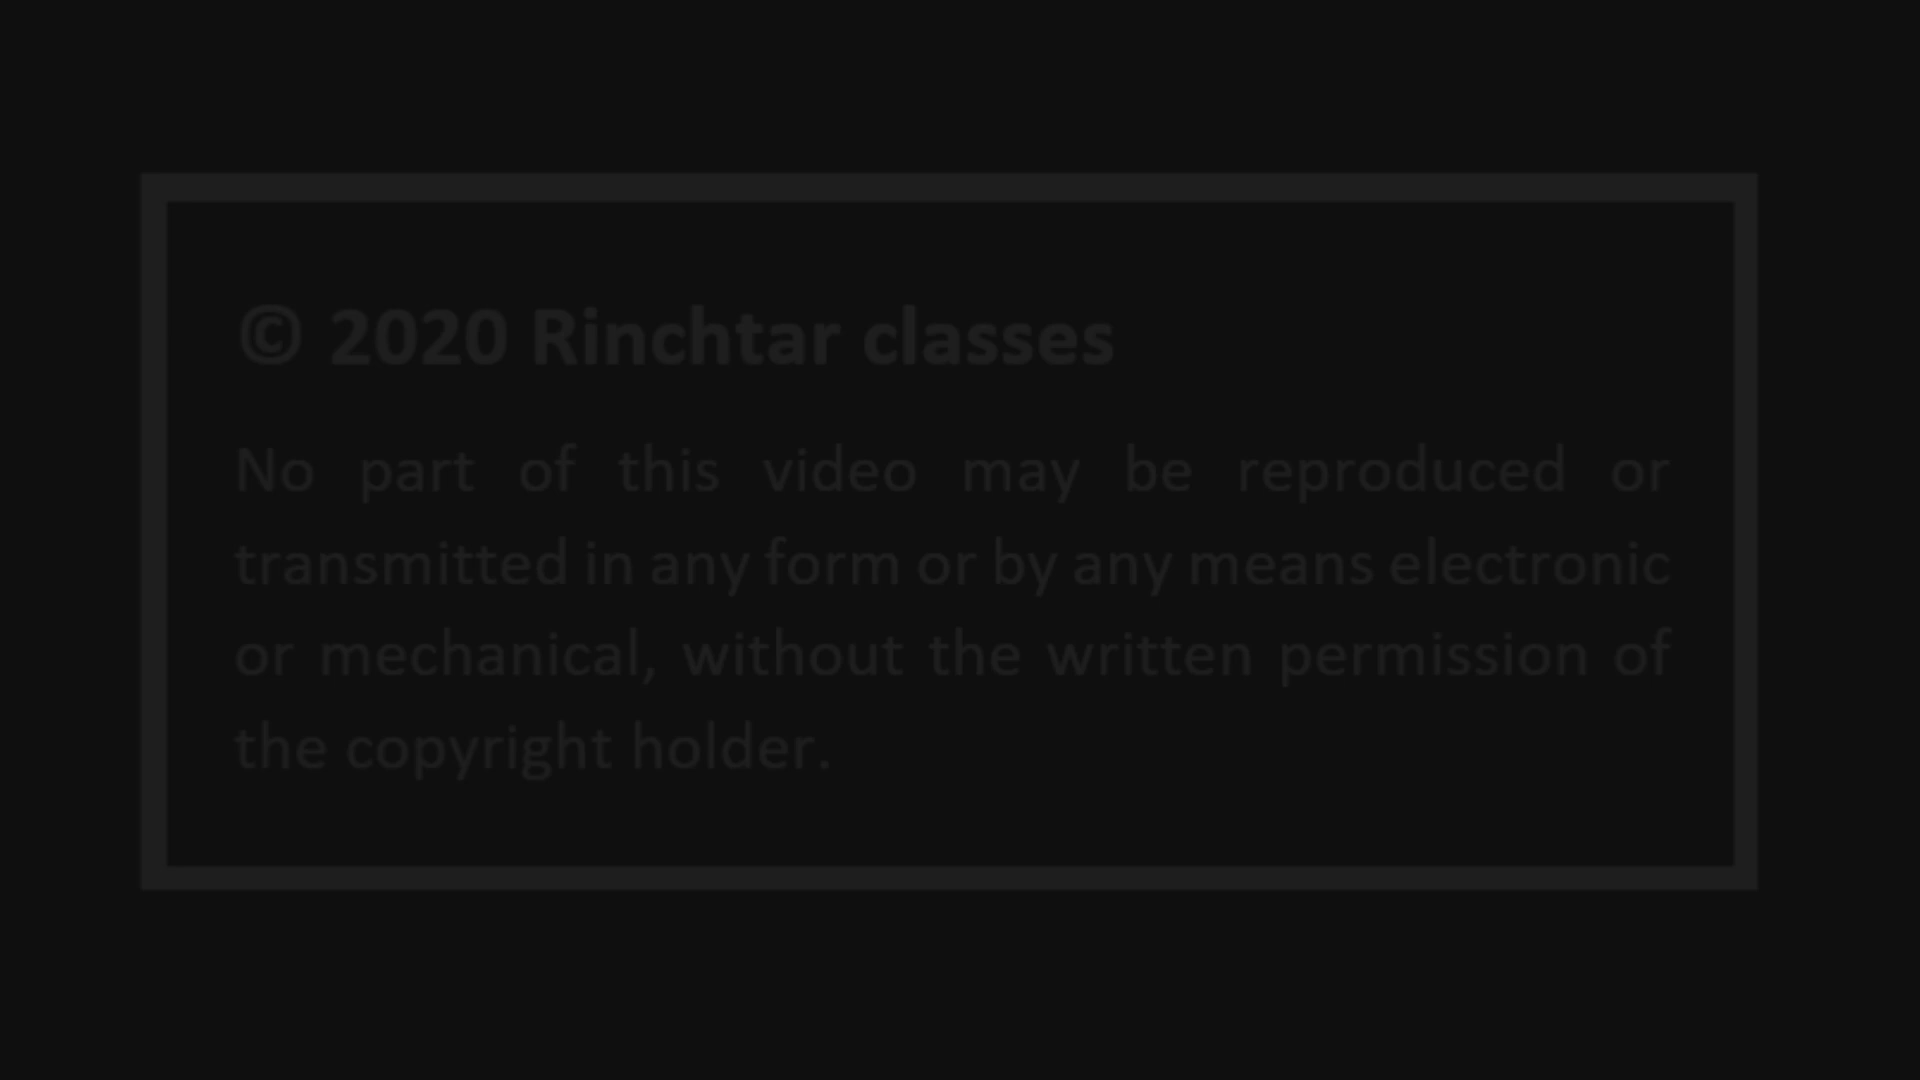 © 2020 Rinchtar classes
No part of this video may be reproduced or
transmitted in any form or by any means electronic
or mechanical, without the written permission of
the copyright holder.